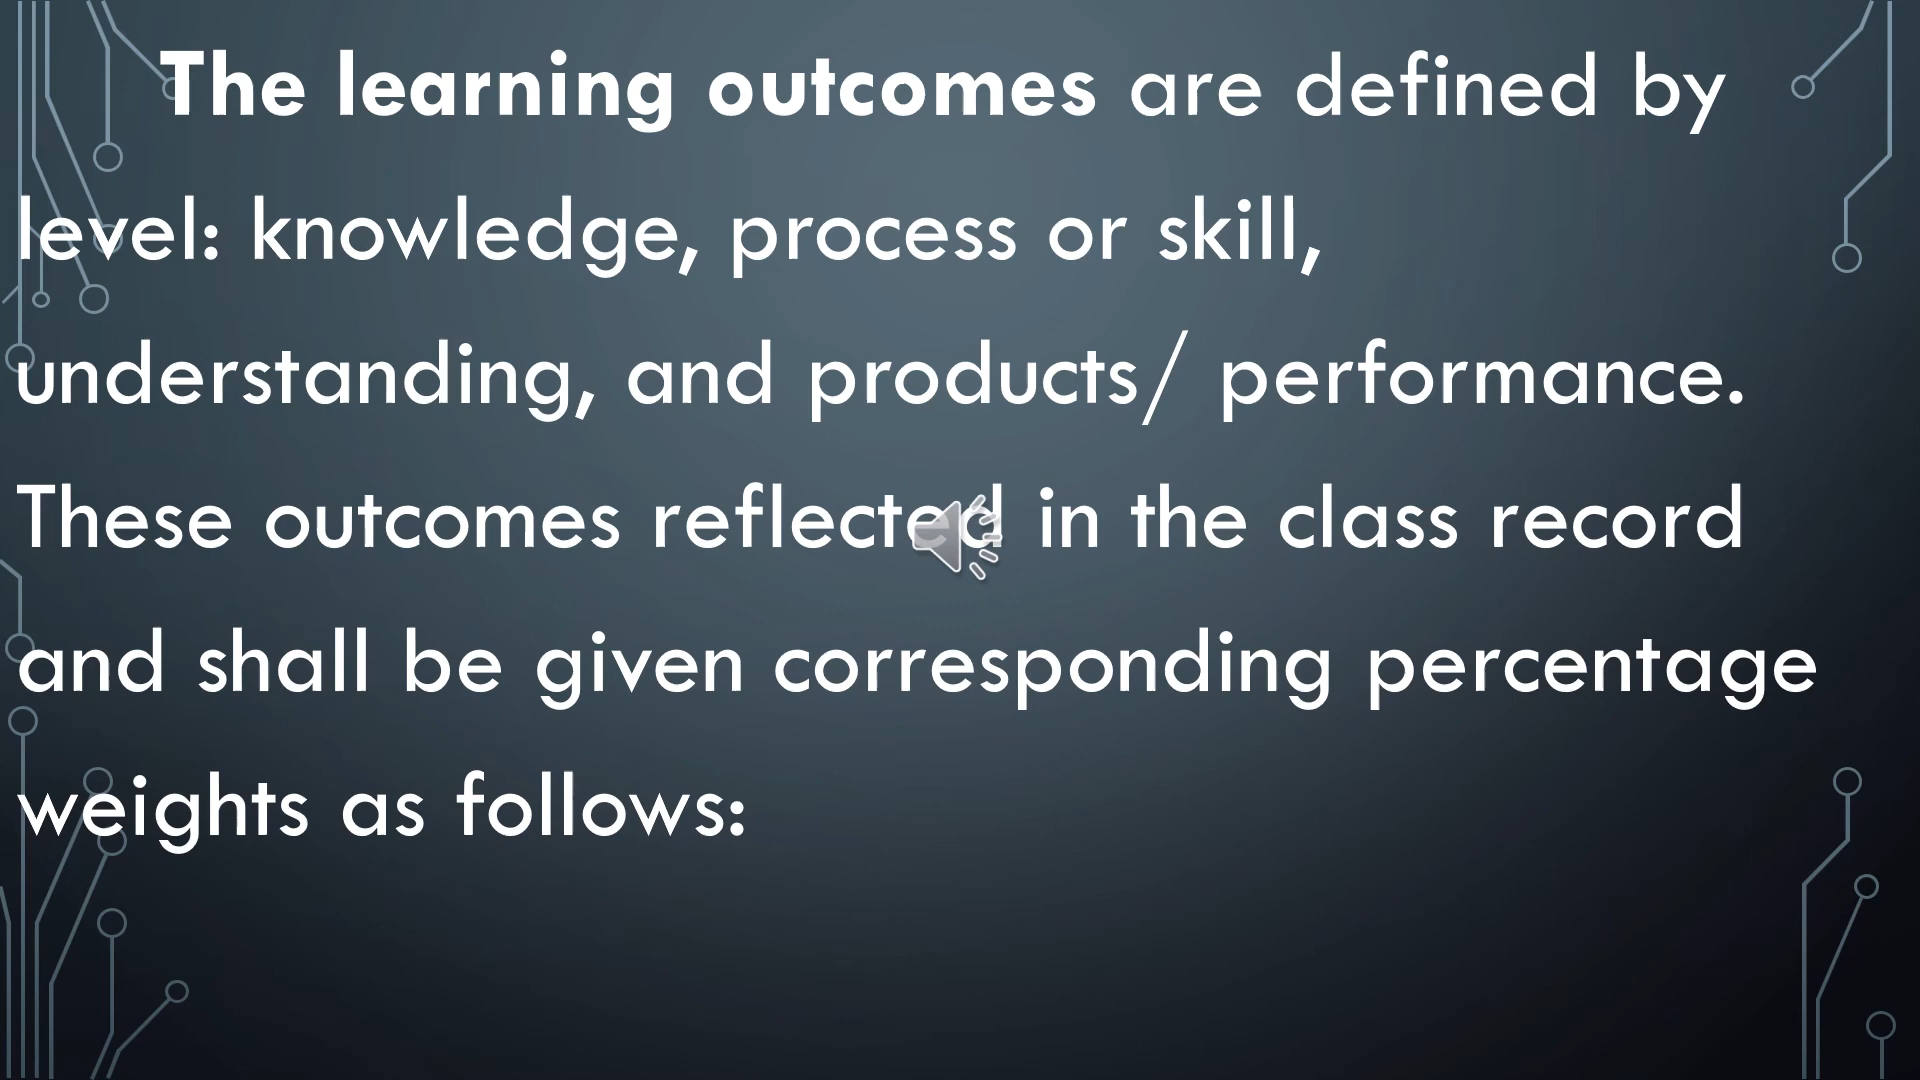 The learning outcomes are defined by
level: knowledge, process or skill,
understanding, and products/ performance.
These outcomes reflected in the class record
and shall be given corresponding percentage
weights as follows: